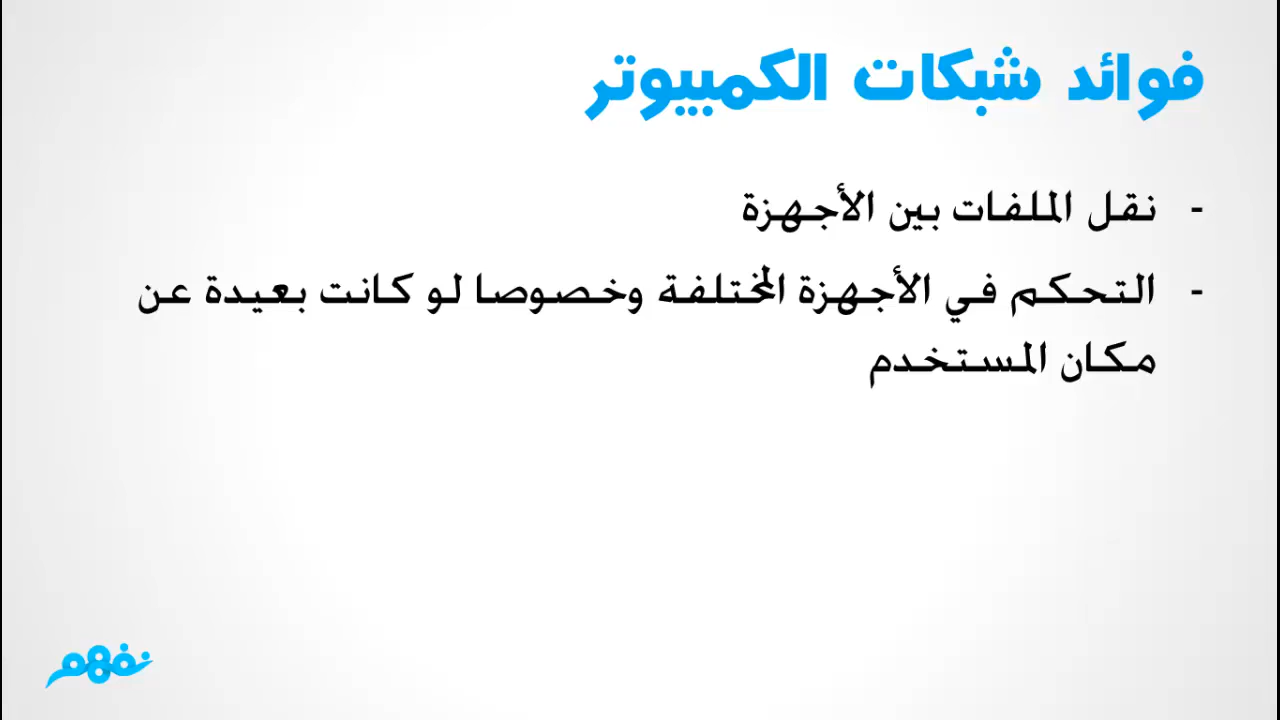 فوائد شبكات الكمبيوتر
- نقل الملفات بين الأجهزة
- التحكم في الأجهزة المختلفة وخصوصا لو كانت بعيدة عن
مكان المستخدم
نفهم